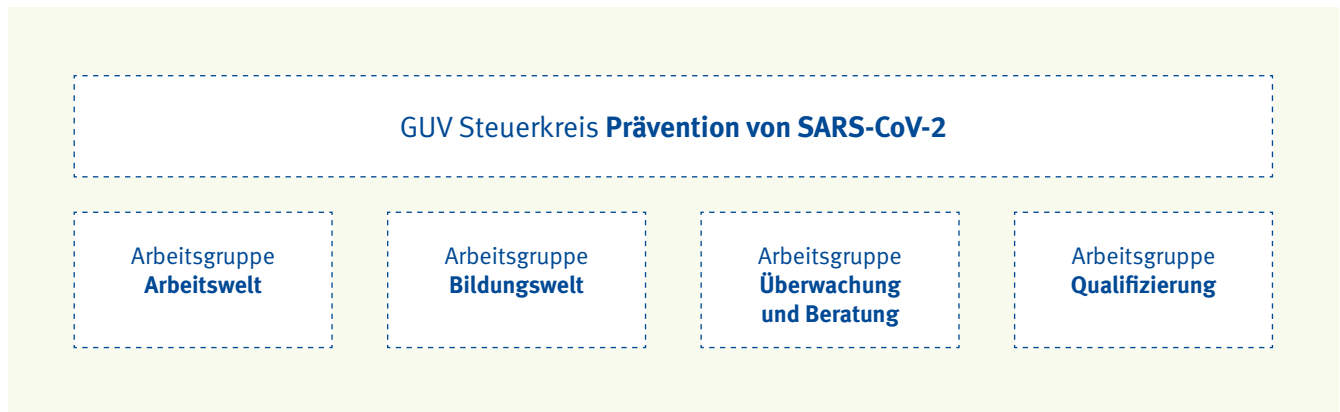 GUV Steuerkreis Prävention von SARS-CoV-2
Arbeitsgruppe
Arbeitswelt
Arbeitsgruppe
Bildungswelt
Arbeitsgruppe
Überwachung
und Beratung
Arbeitsgruppe
Qualifizierung